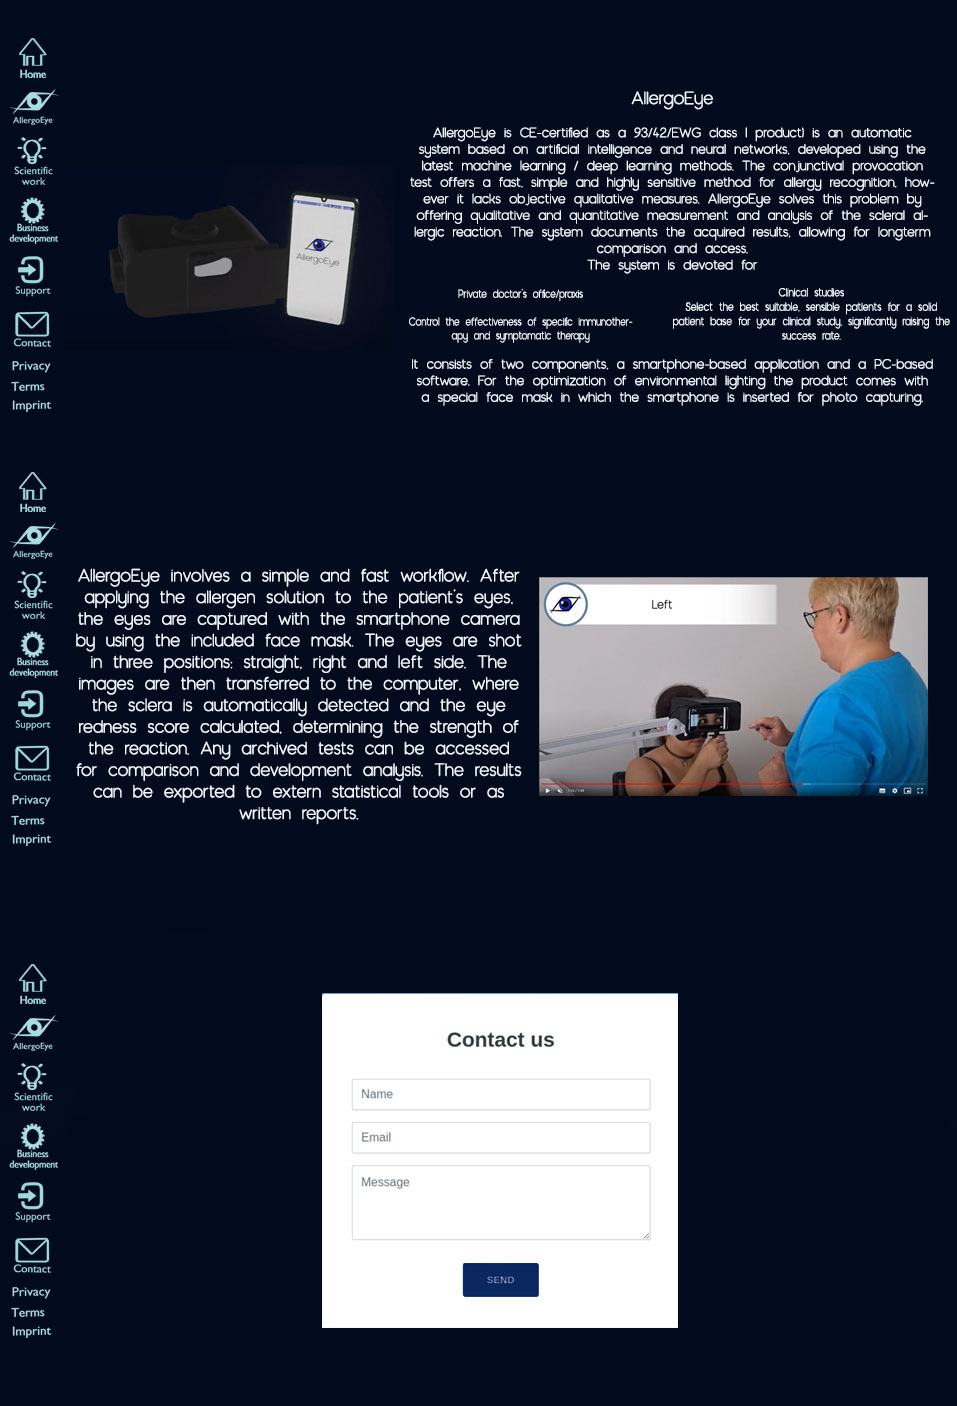 Home
AllergoEye
Scientific
work
Business
development
Support
Contact
Privacy
Terms
Imprint
AllergoEye
AllergoEye
AllergoEye is CE-certified as a 93/42/EWG class I product) is an automatic
system based on artificial intelligence and neural networks, developed using the
latest machine learning / deep learning methods. The conjunctival provocation
test offers a fast, simple and highly sensitive method for allergy recognition, how-
ever it lacks objective qualitative measures. AllergoEye solves this problem by
offering qualitative and quantitative measurement and analysis of the scleral al-
lergic reaction. The system documents the acquired results, allowing for longterm
comparison and access.
The system is devoted for
Private doctor's office/praxis
Control the effectiveness of specific immunother-
apy and symptomatic therapy
Clinical studies
Select the best suitable, sensible patients for a solid
patient base for your clinical study, significantly raising the
success rate.
It consists of two components, a smartphone-based application and a PC-based
software. For the optimization of environmental lighting the product comes with
a special face mask in which the smartphone is inserted for photo capturing.
Home
AllergoEye
Scientific
work
Business
development
Support
Contact
Privacy
Terms
Imprint
AllergoEye involves a simple and fast workflow. After
applying the allergen solution to the patient's eyes,
the eyes are captured with the smartphone camera
by using the included face mask. The eyes are shot
in three positions: straight, right and left side. The
images are then transferred to the computer, where
the sclera is automatically detected and the eye
redness score calculated, determining the strength of
the reaction. Any archived tests can be accessed
for comparison and development analysis. The results
can be exported to extern statistical tools or as
written reports.
Left
Home
AllergoEye
Scientific
work
Business
development
Support
Contact
Privacy
Terms
Imprint
Contact us
Name
Email
Message
SEND